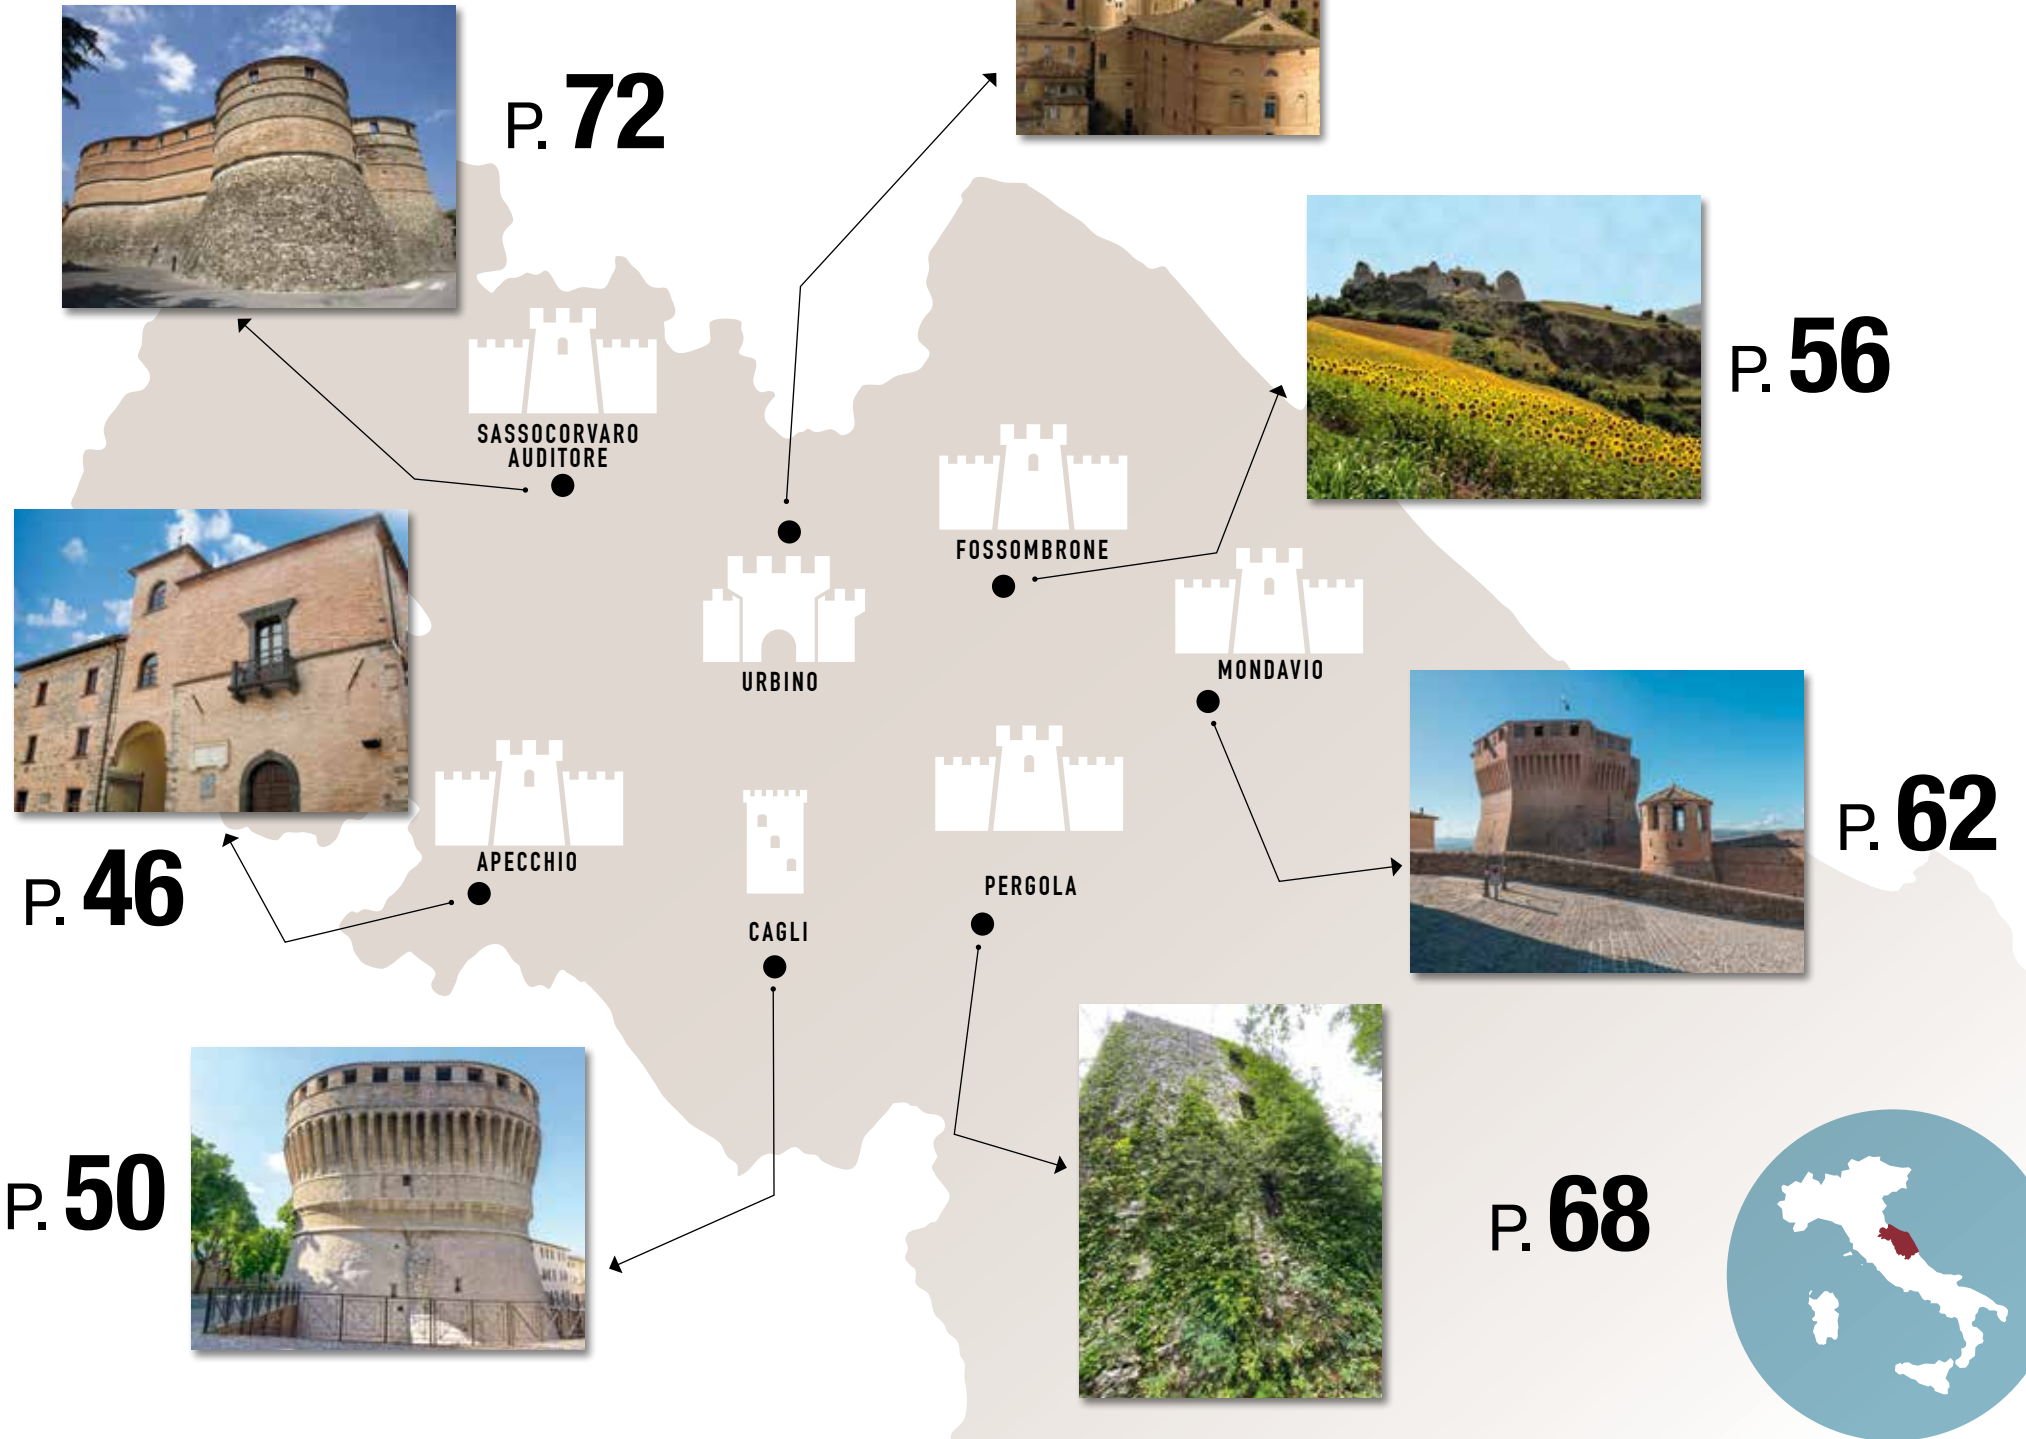 P. 72
P. 56
SASSOCORVARO
AUDITORE
FOSSOMBRONE
URBINO
MONDAVIO
P. 62
APECCHIO
P. 46
PERGOLA
CAGLI
P. 50
P. 68